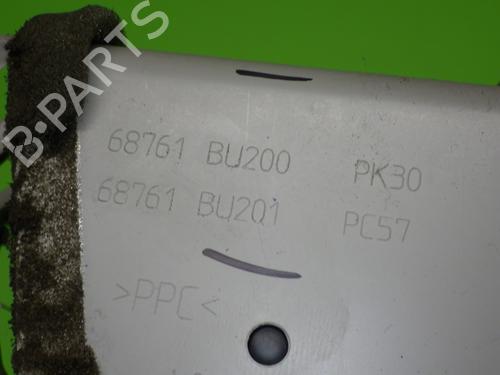 B-PARTS
68761 BU200 PK30
68761 BU201 PC57
>PPC<